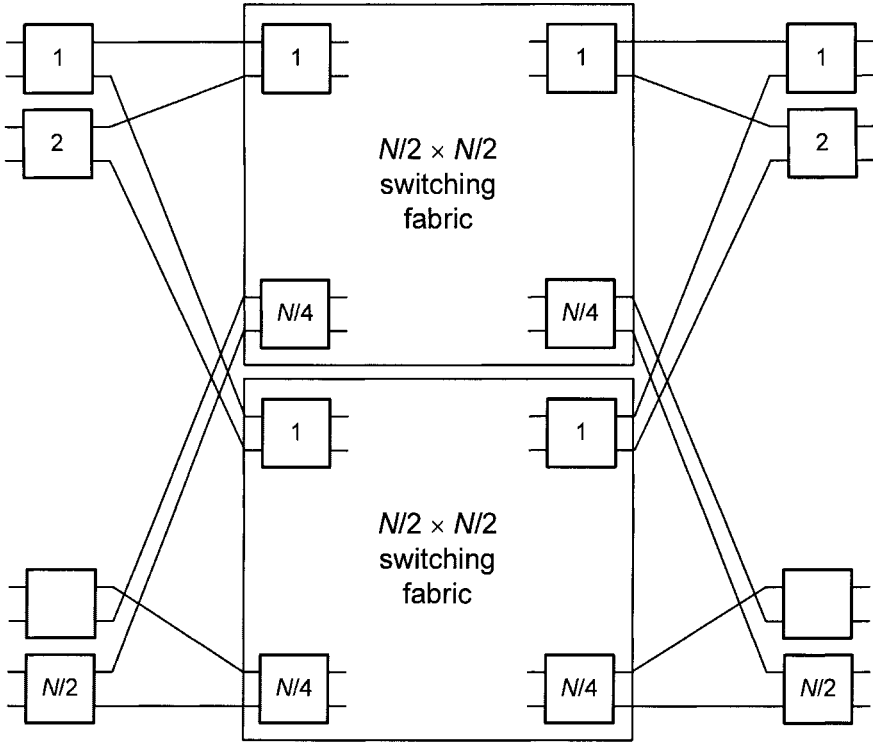 1
1
1
1
2
N/2 × N/2
switching
fabric
2
N/4
N/4
1
1
N/2 × N/2
switching
fabric
N/2
N/4
N/4
N/2